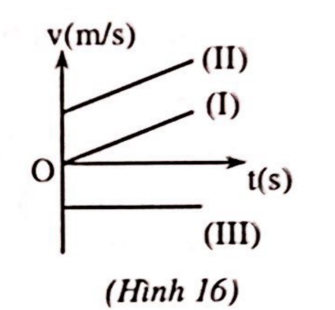 v(m/s)
(II)
(I)
O
t(s)
(III)
(Hình 16)